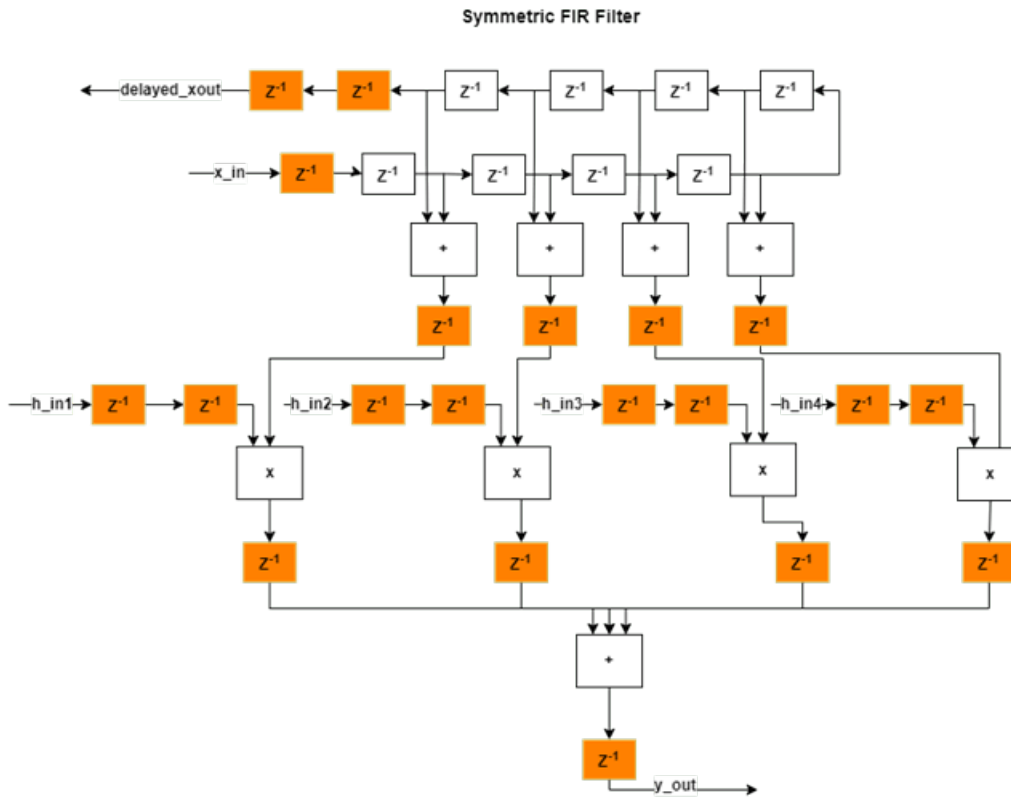 Symmetric FIR Filter
delayed_xout Z-1 Z-1 Z-1 Z-1 Z-1 Z-1
x_in Z-1 Z-1 Z-1 Z-1 Z-1
+ + + +
Z-1 Z-1 Z-1 Z-1
h_in1 Z-1 Z-1 h_in2 Z-1 Z-1 h_in3 Z-1 Z-1 h_in4 Z-1 Z-1
x x x x
Z-1 Z-1 Z-1 Z-1
+
Z-1
y_out